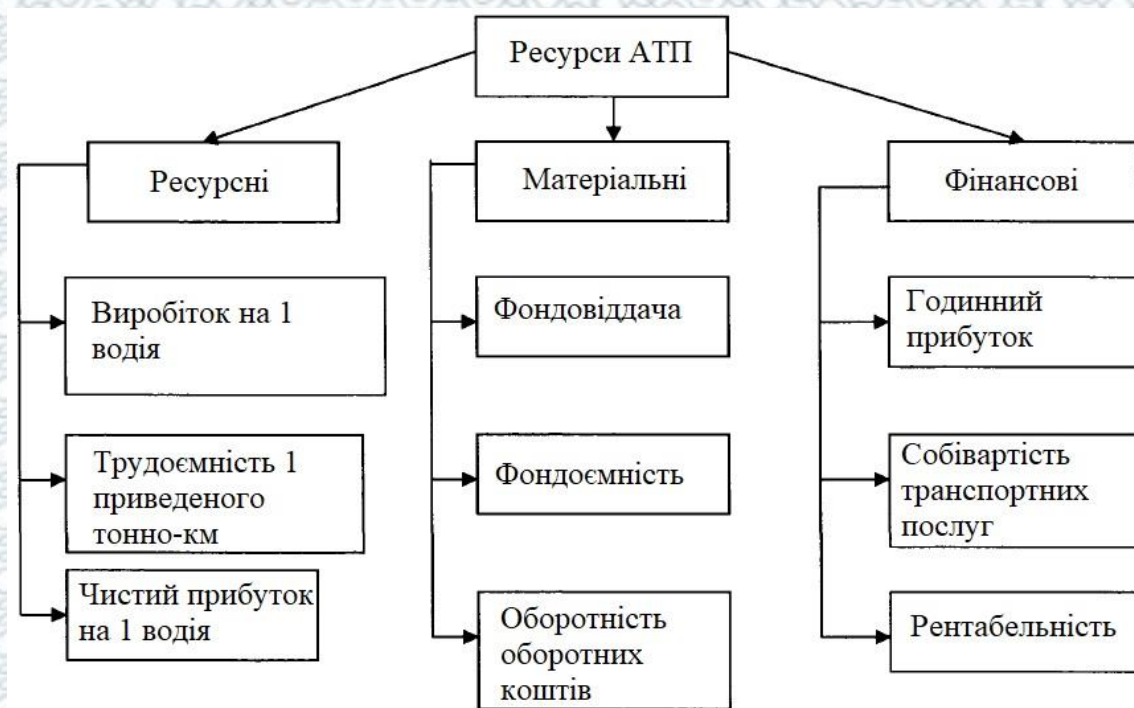 Ресурси АТП
Ресурсні
Матеріальні
Фінансові
Виробіток на 1
водія
Фондовіддача
Годинний
прибуток
Трудоємність 1
приведеного
тонно-км
Фондоємність
Собівартість
транспортних
послуг
Чистий прибуток
на 1 водія
Оборотність
оборотних
коштів
Рентабельність